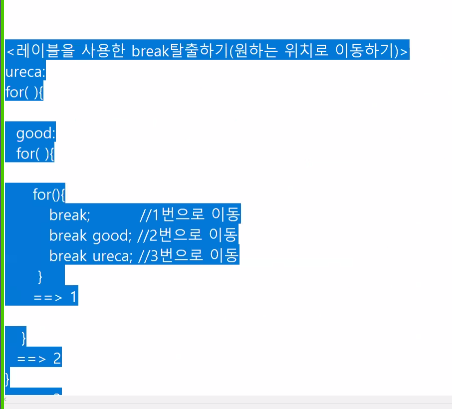 <레이블을 사용한 break탈출하기(원하는 위치로 이동하기)>
ureca:
for( ){
good:
for( ){
for(){
break; //1번으로 이동
break good; //2번으로 이동
break ureca; //3번으로 이동
}
==> 1
}
==> 2
}